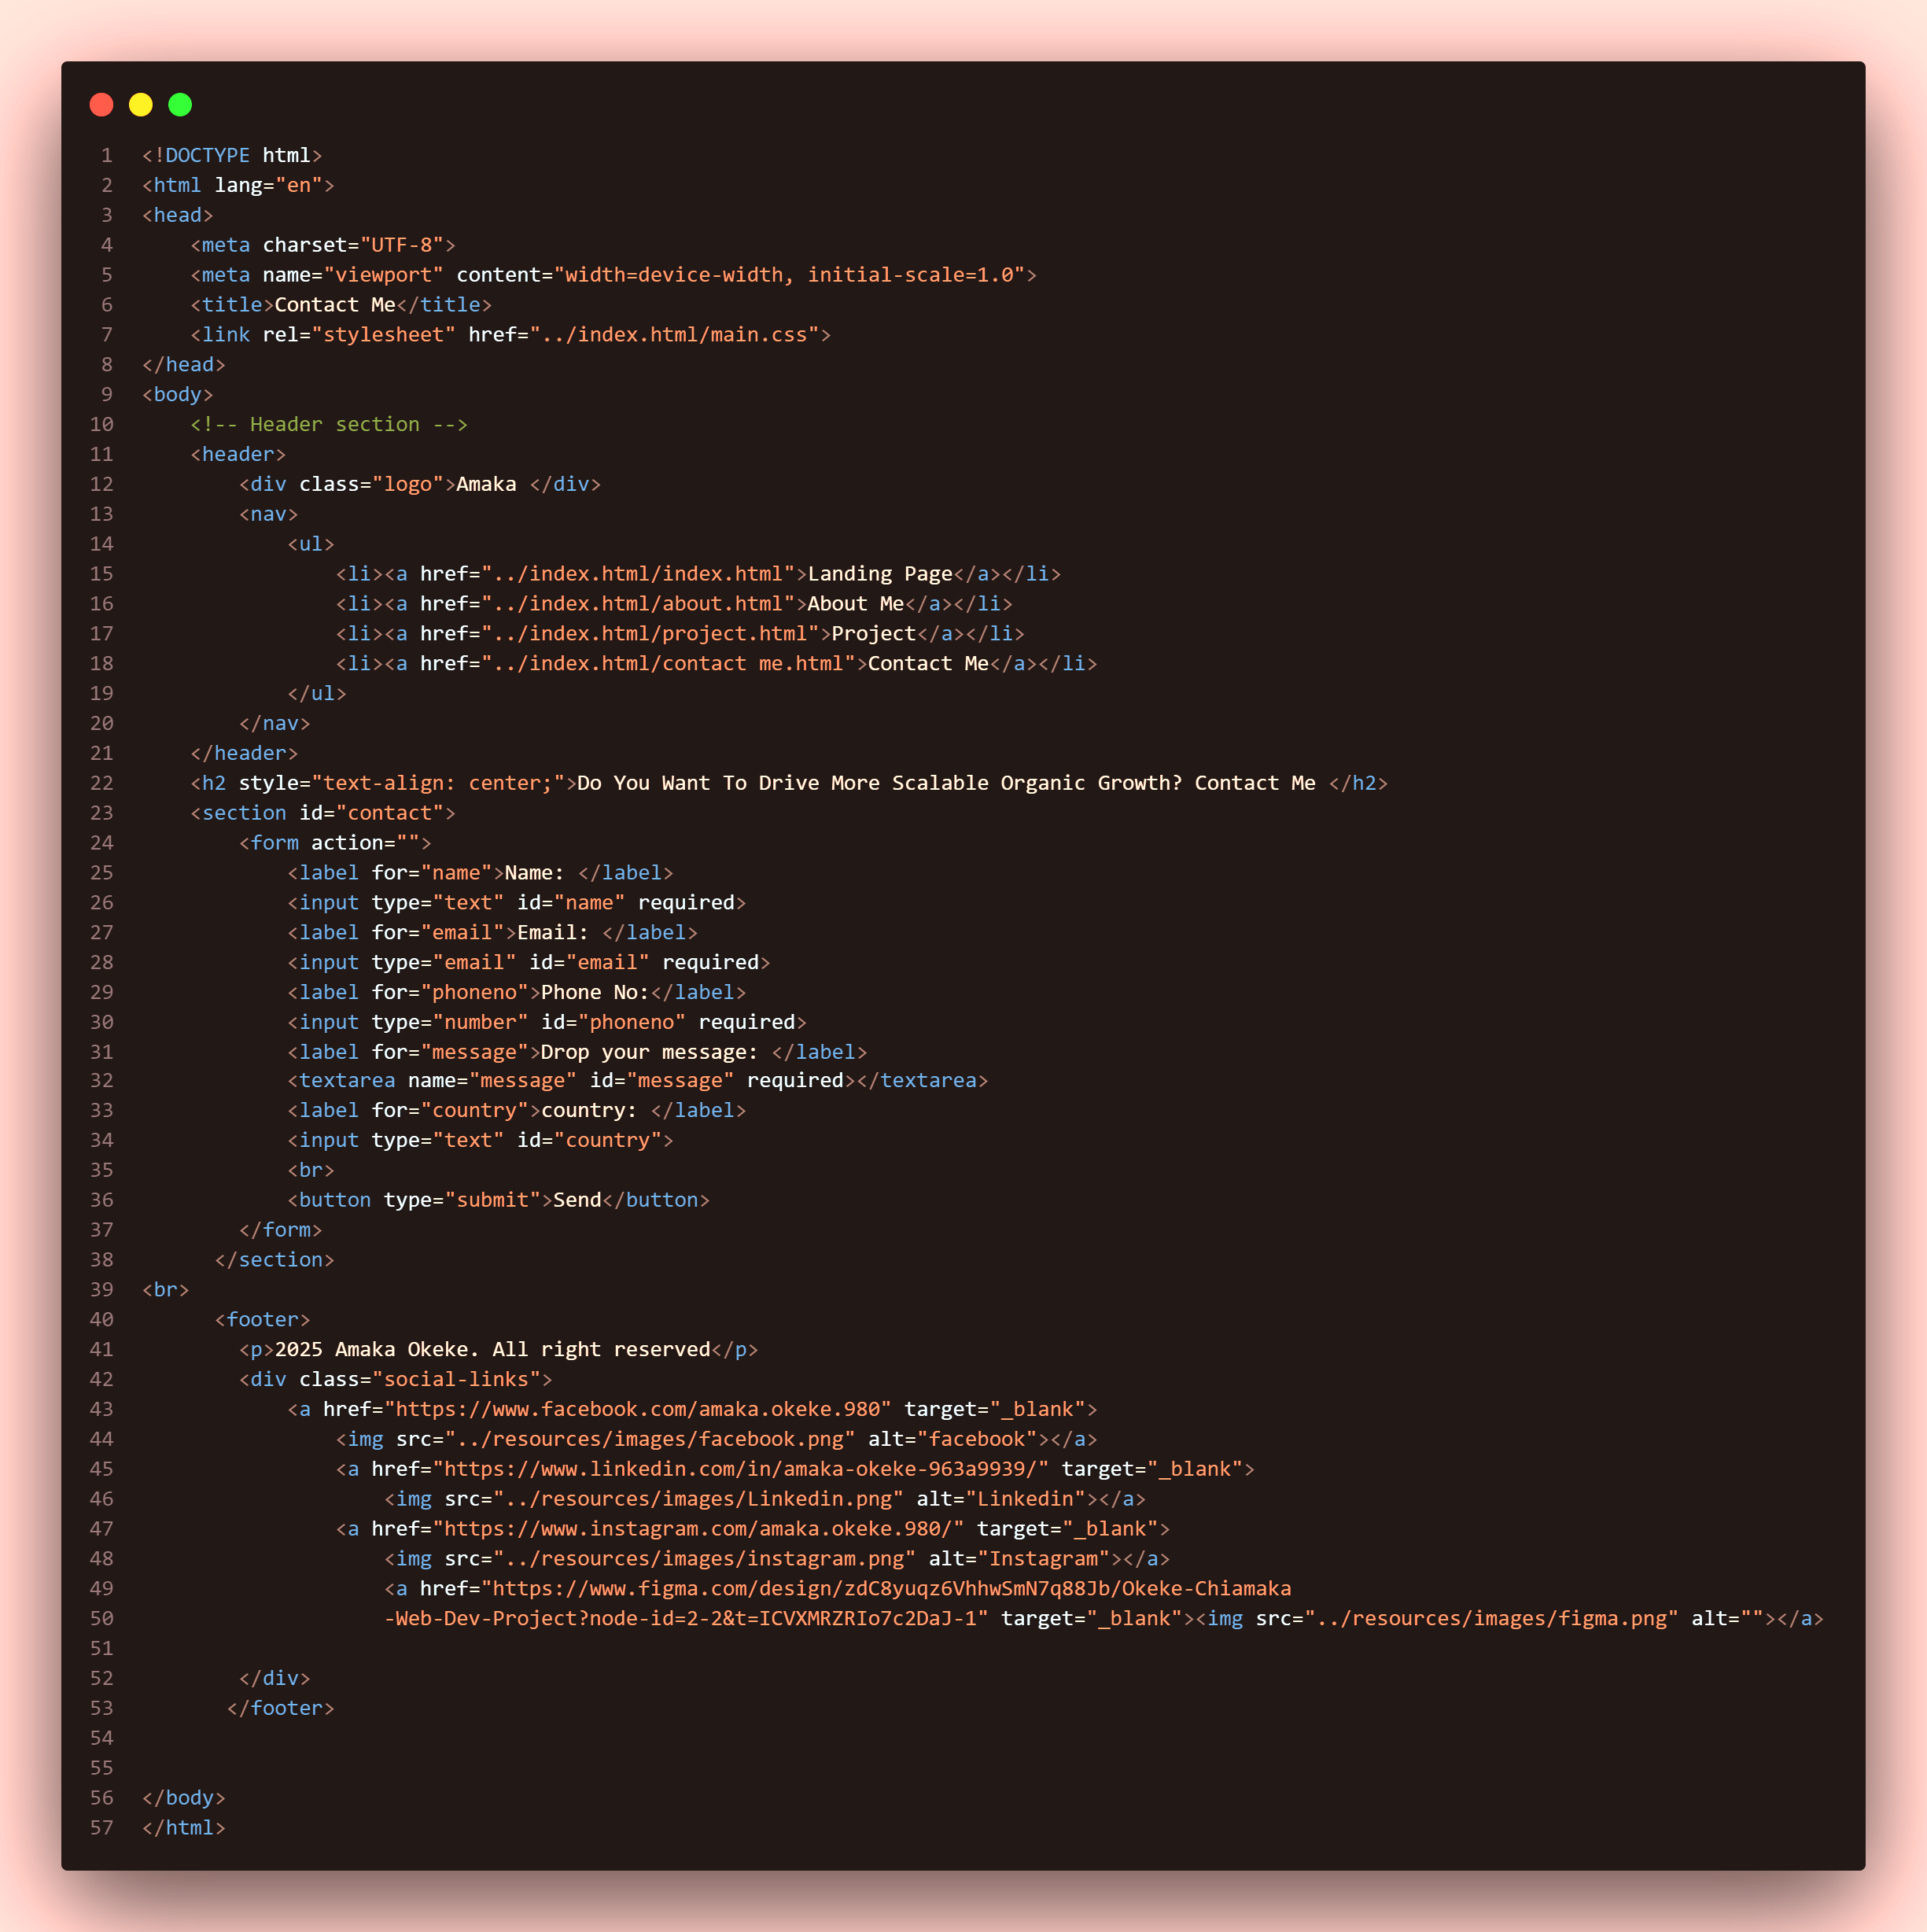 1 <!DOCTYPE html>
2 <html lang="en">
3 <head>
4     <meta charset="UTF-8">
5     <meta name="viewport" content="width=device-width, initial-scale=1.0">
6     <title>Contact Me</title>
7     <link rel="stylesheet" href="../index.html/main.css">
8 </head>
9 <body>
10     <!-- Header section -->
11     <header>
12         <div class="logo">Amaka </div>
13         <nav>
14             <ul>
15                 <li><a href="../index.html/index.html">Landing Page</a></li>
16                 <li><a href="../index.html/about.html">About Me</a></li>
17                 <li><a href="../index.html/project.html">Project</a></li>
18                 <li><a href="../index.html/contact me.html">Contact Me</a></li>
19             </ul>
20         </nav>
21     </header>
22     <h2 style="text-align: center;">Do You Want To Drive More Scalable Organic Growth? Contact Me </h2>
23     <section id="contact">
24         <form action="">
25             <label for="name">Name: </label>
26             <input type="text" id="name" required>
27             <label for="email">Email: </label>
28             <input type="email" id="email" required>
29             <label for="phoneno">Phone No:</label>
30             <input type="number" id="phoneno" required>
31             <label for="message">Drop your message: </label>
32             <textarea name="message" id="message" required></textarea>
33             <label for="country">country: </label>
34             <input type="text" id="country">
35             <br>
36             <button type="submit">Send</button>
37         </form>
38       </section>
39 <br>
40       <footer>
41         <p>2025 Amaka Okeke. All right reserved</p>
42         <div class="social-links">
43             <a href="https://www.facebook.com/amaka.okeke.980" target="_blank">
44                 <img src="../resources/images/facebook.png" alt="facebook"></a>
45                 <a href="https://www.linkedin.com/in/amaka-okeke-963a9939/" target="_blank">
46                     <img src="../resources/images/Linkedin.png" alt="Linkedin"></a>
47                 <a href="https://www.instagram.com/amaka.okeke.980/" target="_blank">
48                     <img src="../resources/images/instagram.png" alt="Instagram"></a>
49                     <a href="https://www.figma.com/design/zdC8yuqz6VhhwSmN7q88Jb/Okeke-Chiamaka
50                     -Web-Dev-Project?node-id=2-2&t=ICVXMRZRIo7c2DaJ-1" target="_blank"><img src="../resources/images/figma.png" alt=""></a>
51
52         </div>
53        </footer>
54
55
56 </body>
57 </html>